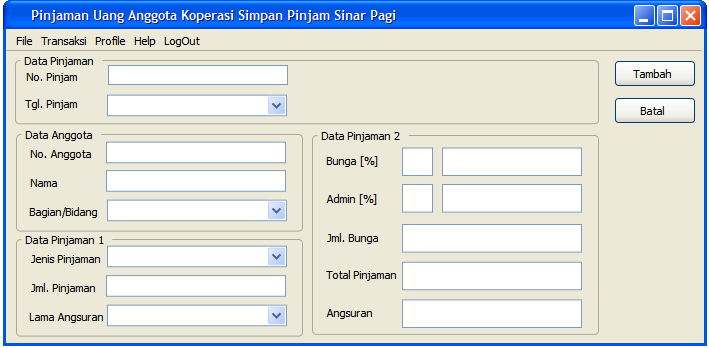 Pinjaman Uang Anggota Koperasi Simpan Pinjam Sinar Pagi
File Transaksi Profile Help LogOut
Data Pinjaman
No. Pinjam
Tgl. Pinjam
Tambah
Batal
Data Anggota
No. Anggota
Nama
Bagian/Bidang
Data Pinjaman 1
Jenis Pinjaman
Jml. Pinjaman
Lama Angsuran
Data Pinjaman 2
Bunga [%]
Admin [%]
Jml. Bunga
Total Pinjaman
Angsuran